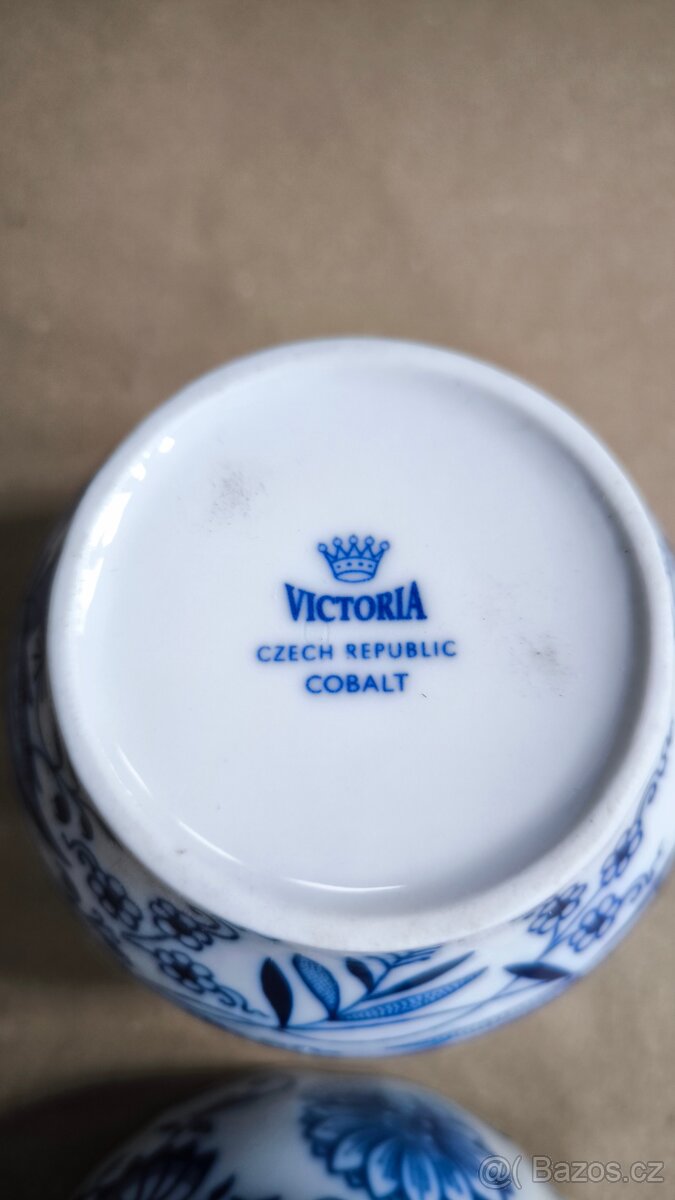 VICTORIA
CZECH REPUBLIC
COBALT
@( Bazos.cz